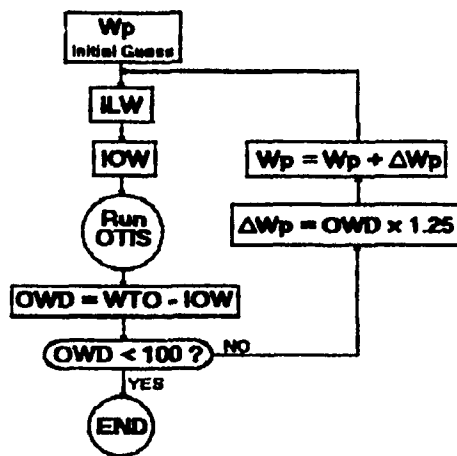 Wp
Initial Guess
ILW
IOW
Run
OTIS
OWD = WTO - IOW
OWD < 100 ?
NO
YES
END
ΔWp = OWD x 1.25
Wp = Wp + ΔWp